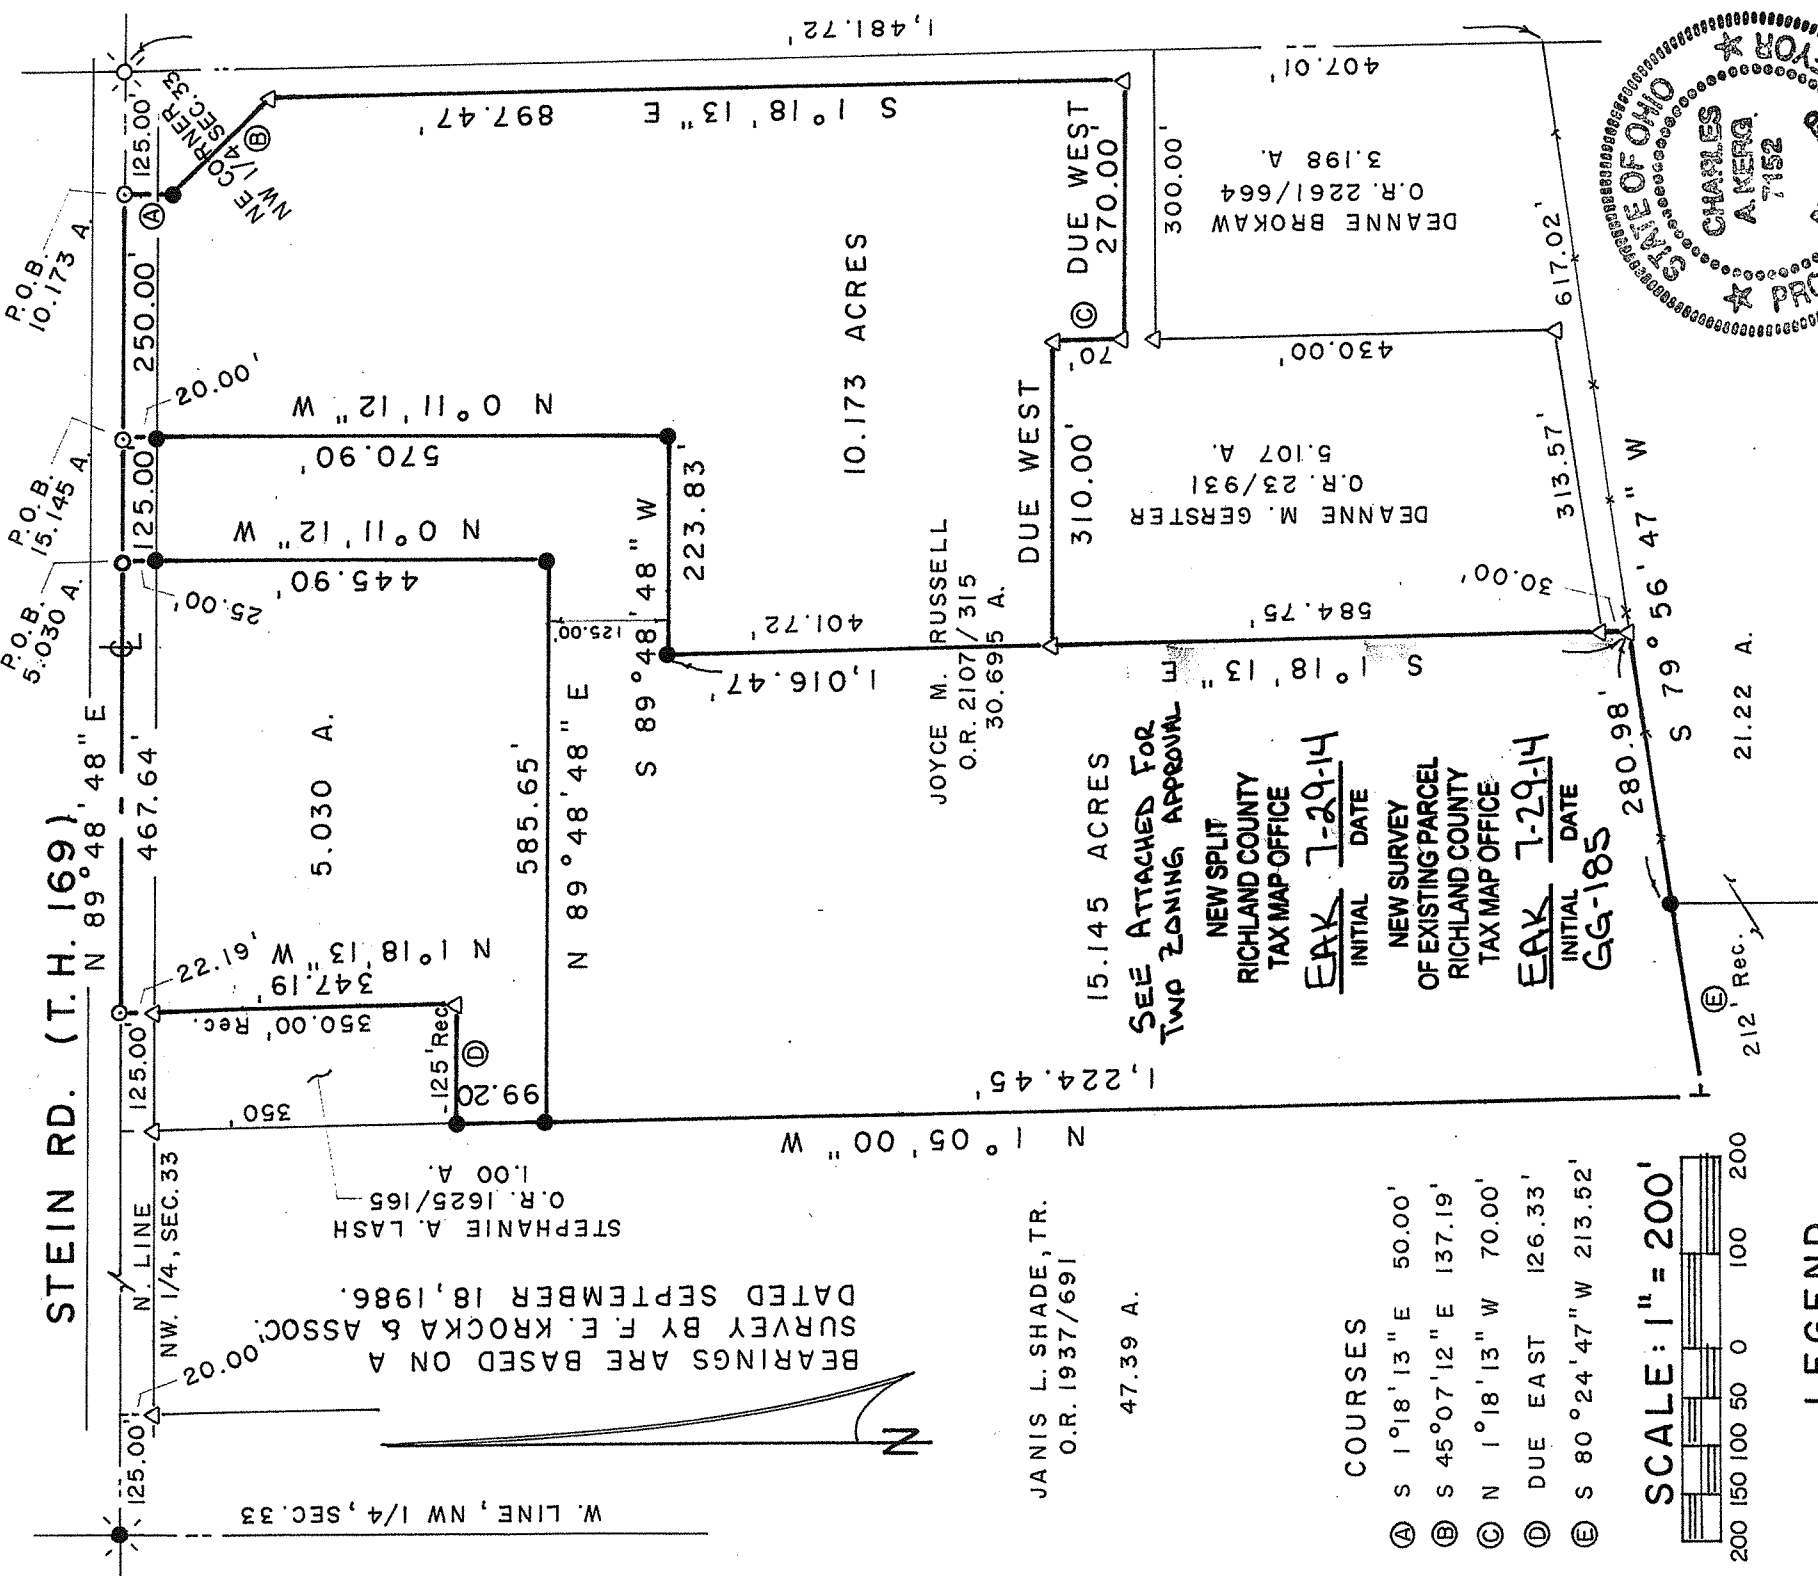 STEIN RD. (T. H. 169)
N 89°48'48" E
P.O.B.
5.030 A.
P.O.B.
15.145 A.
P.O.B.
10.173 A.
125.00'
125.00'
467.64'
125.00'
250.00'
125.00'
20.00'
N. LINE
NW. 1/4, SEC. 33
22.19'
25.00'
20.00'
NE CORNER
NW 1/4 SEC. 33
Ⓐ
Ⓑ
W. LINE, NW 1/4, SEC. 33
BEARINGS ARE BASED ON A
SURVEY BY F. E. KROCKA & ASSOC.
DATED SEPTEMBER 18, 1986.
N
STEPHANIE A. LASH
O.R. 1625/165
1.00 A.
350'
350.00' Rec.
347.19'
N 1°18'13" W
125' Rec.
Ⓓ
99.20
5.030 A.
585.65'
N 89°48'48" E
445.90'
N 0°11'12" W
570.90'
N 0°11'12" W
125.00'
S 89°48'48" W
223.83'
10.173 ACRES
S 1°18'13" E 897.47'
1,481.72'
401.72'
1,016.47'
JOYCE M. RUSSELL
O.R. 2107/315
30.695 A.
DUE WEST
310.00'
70'
Ⓒ DUE WEST
270.00'
300.00'
407.01'
DEANNE BROKAW
O.R. 2261/664
3.198 A.
430.00'
617.02'
DEANNE M. GERSTER
O.R. 23/931
5.107 A.
313.57'
30.00'
584.75'
S 1°18'13" E
S 79°56'47" W
280.98'
21.22 A.
15.145 ACRES
SEE ATTACHED FOR
TWP ZONING APPROVAL
NEW SPLIT
RICHLAND COUNTY
TAX MAP OFFICE
EAK 7-29-14
INITIAL DATE
NEW SURVEY
OF EXISTING PARCEL
RICHLAND COUNTY
TAX MAP OFFICE
EAK 7-29-14
INITIAL DATE
GG-185
1,224.45'
N 1°05'00" W
Ⓔ
212' Rec.
JANIS L. SHADE, TR.
O.R. 1937/691
47.39 A.
COURSES
Ⓐ S 1°18'13" E 50.00'
Ⓑ S 45°07'12" E 137.19'
Ⓒ N 1°18'13" W 70.00'
Ⓓ DUE EAST 126.33'
Ⓔ S 80°24'47" W 213.52'
SCALE: 1" = 200'
200 150 100 50 0 100 200
LEGEND
STATE OF OHIO
CHARLES
A. KERG
7152